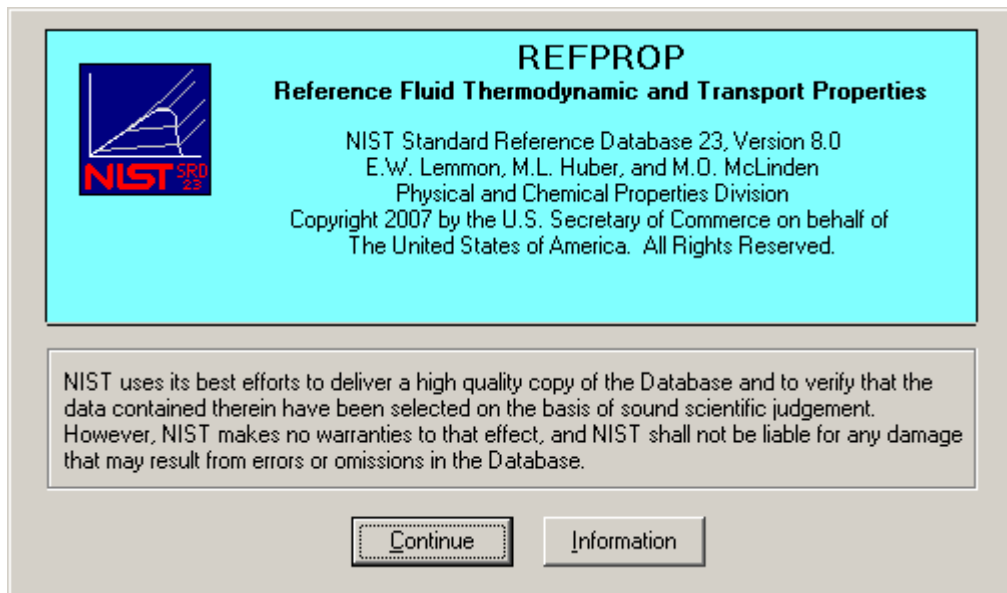 REFPROP
Reference Fluid Thermodynamic and Transport Properties
NIST Standard Reference Database 23, Version 8.0
E.W. Lemmon, M.L. Huber, and M.O. McLinden
Physical and Chemical Properties Division
Copyright 2007 by the U.S. Secretary of Commerce on behalf of
The United States of America.  All Rights Reserved.
NIST SRD
23
NIST uses its best efforts to deliver a high quality copy of the Database and to verify that the
data contained therein have been selected on the basis of sound scientific judgement.
However, NIST makes no warranties to that effect, and NIST shall not be liable for any damage
that may result from errors or omissions in the Database.
Continue
Information